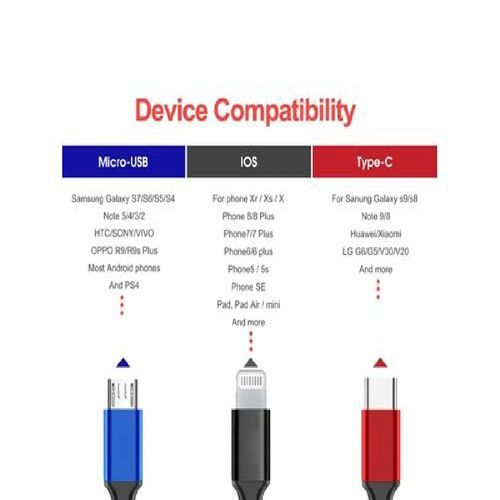 Device Compatibility
Micro-USB
IOS
Type-C
Samsung Galaxy S7/S6/S5/S4
Note 5/4/3/2
HTC/SONY/VIVO
OPPO R9/R9s Plus
Most Android phones
And PS4
For phone Xr / Xs / X
Phone 8/8 Plus
Phone7/7 Plus
Phone6/6 plus
Phone5 / 5s
Phone SE
Pad, Pad Air / mini
And more
For Sanung Galaxy s9/s8
Note 9/8
Huawei/Xiaomi
LG G6/G5/V30/V20
And more